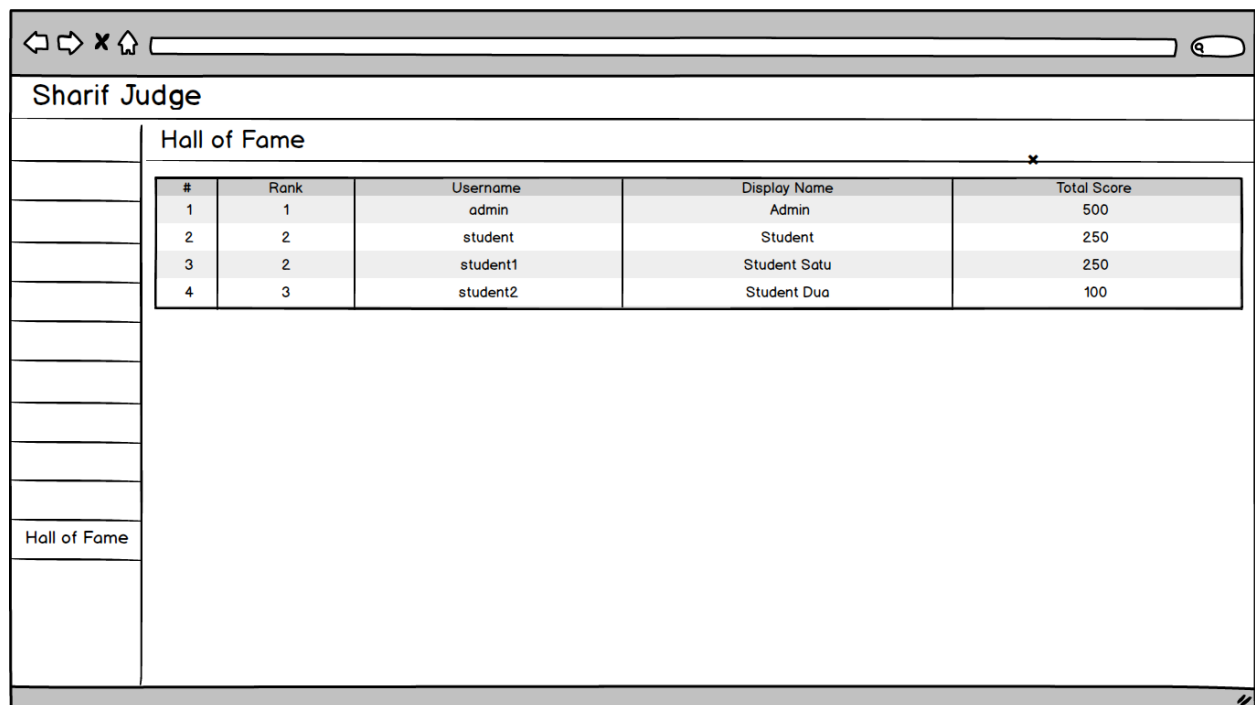 Sharif Judge
Hall of Fame
# Rank Username Display Name Total Score
1 1 admin Admin 500
2 2 student Student 250
3 2 student1 Student Satu 250
4 3 student2 Student Dua 100
Hall of Fame